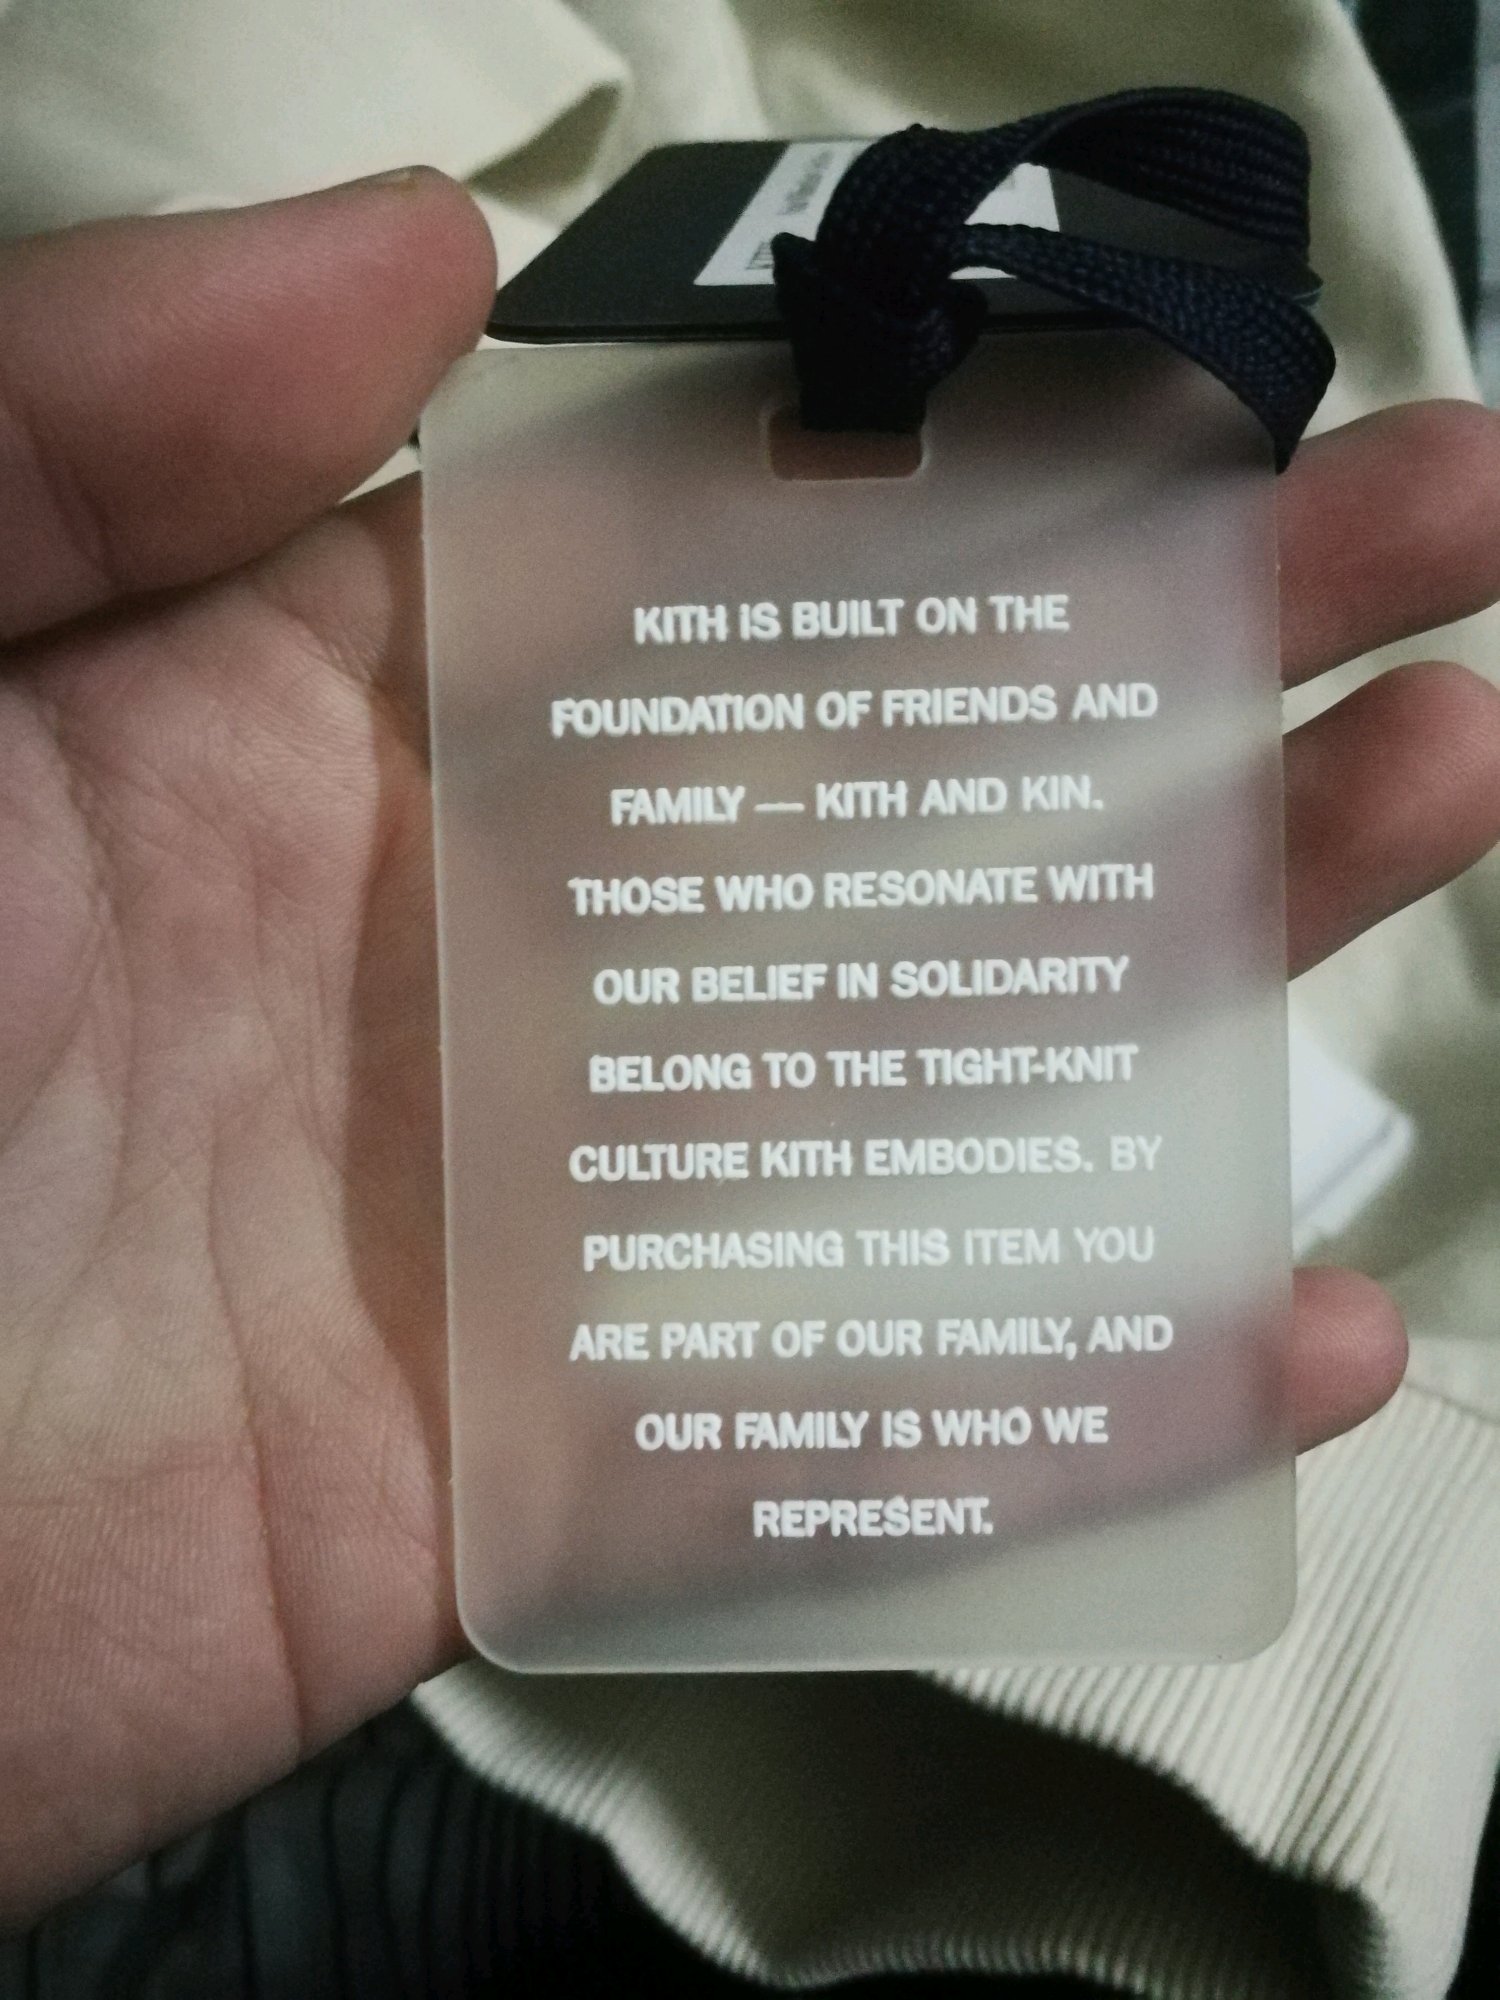 KITH IS BUILT ON THE
FOUNDATION OF FRIENDS AND
FAMILY — KITH AND KIN.
THOSE WHO RESONATE WITH
OUR BELIEF IN SOLIDARITY
BELONG TO THE TIGHT-KNIT
CULTURE KITH EMBODIES. BY
PURCHASING THIS ITEM YOU
ARE PART OF OUR FAMILY, AND
OUR FAMILY IS WHO WE
REPRESENT.